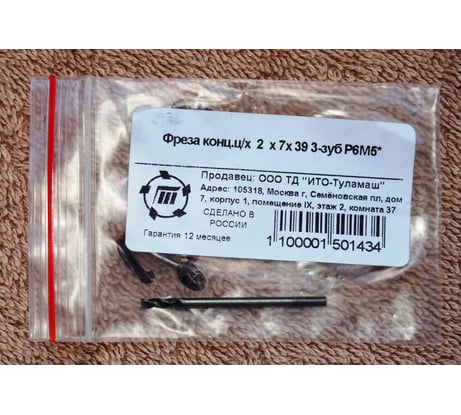 Фреза конц.ц/х 2 х 7х 39 3-зуб Р6М5*
Продавец: ООО ТД "ИТО-Туламаш"
Адрес: 105318, Москва г, Семёновская пл, дом
7, корпус 1, помещение IX, этаж 2, комната 37
СДЕЛАНО В
РОССИИ
Гарантия 12 месяцев
1 100001 501434